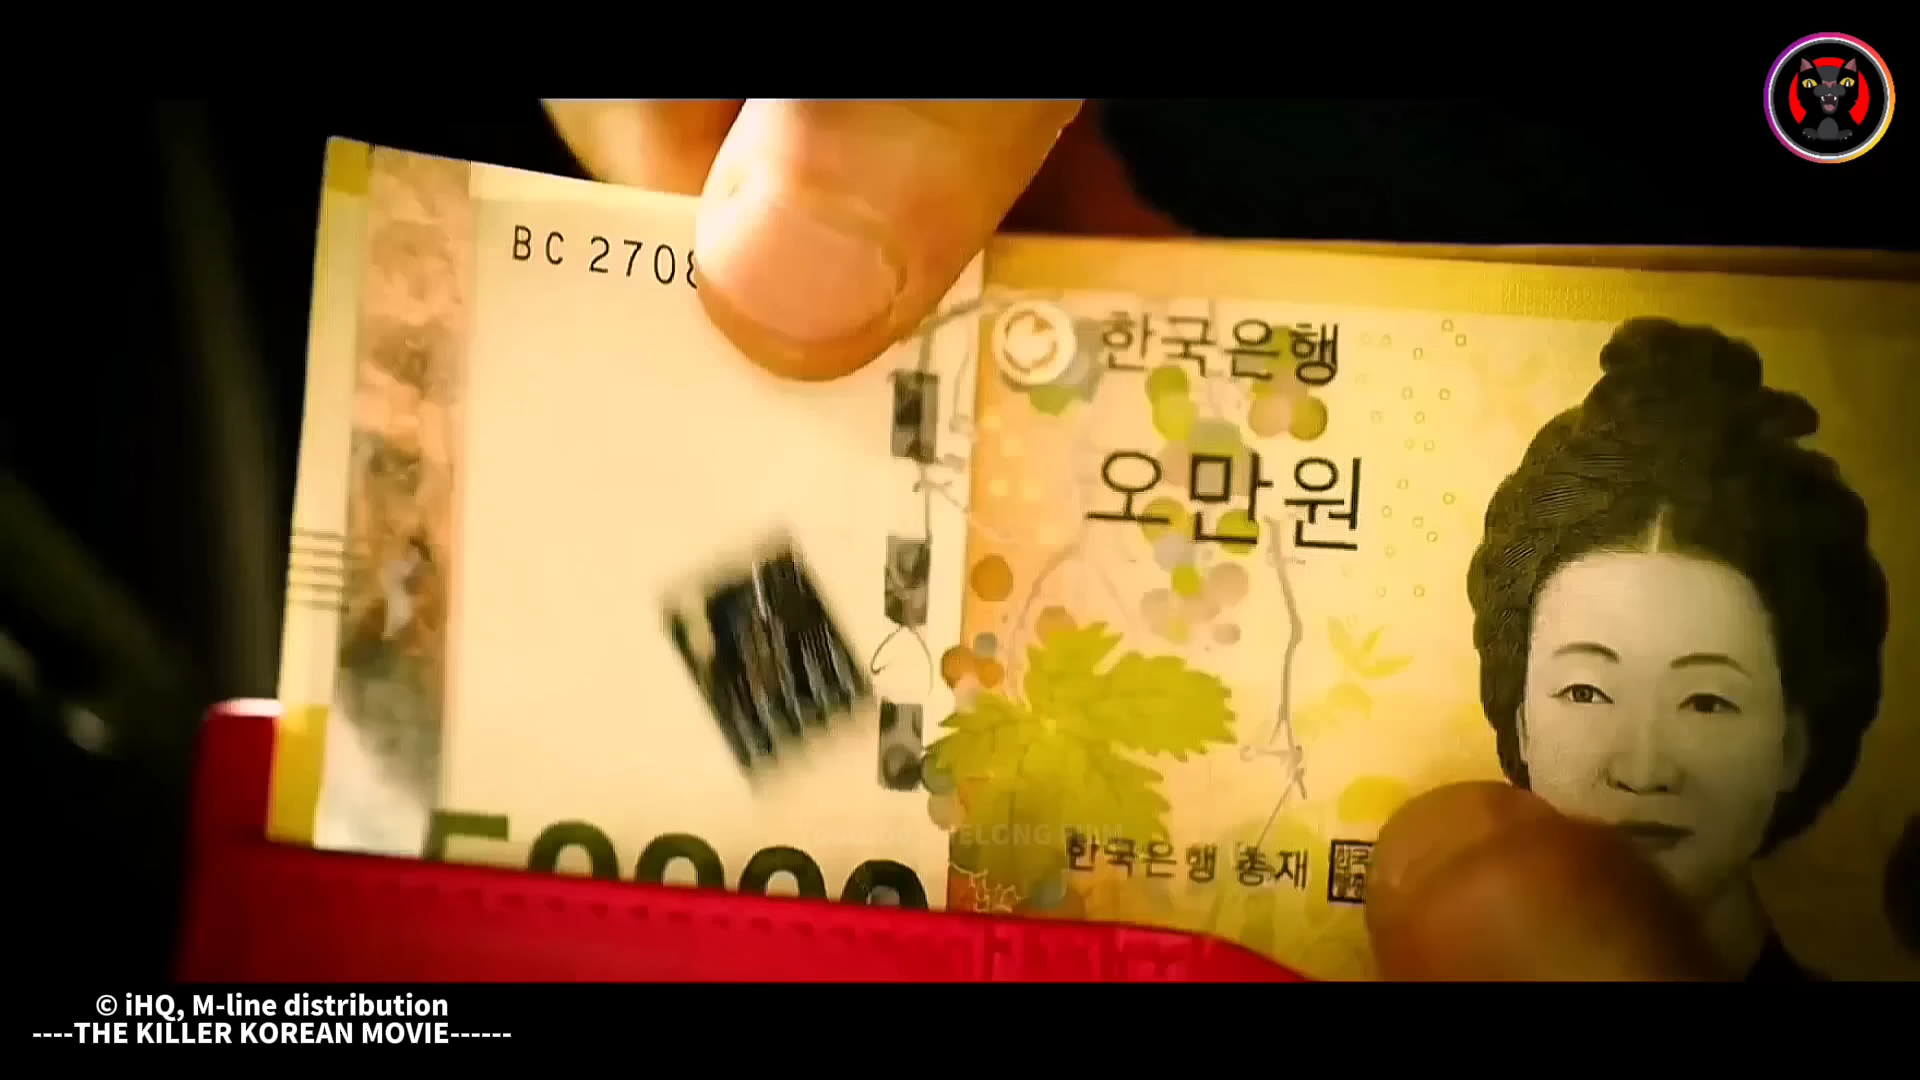 BC 2708
한국은행
오만원
한국은행 총재
50000
© iHQ, M-line distribution
----THE KILLER KOREAN MOVIE------